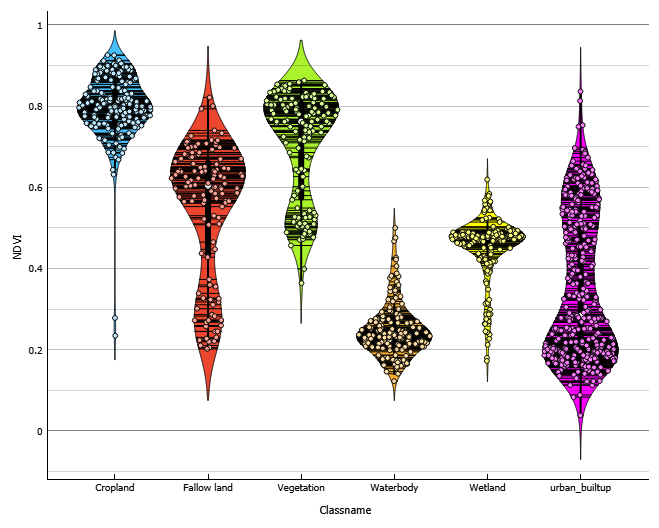 1
0.8
0.6
0.4
0.2
0
NDVI
Cropland Fallow land Vegetation Waterbody Wetland urban_builtup
Classname